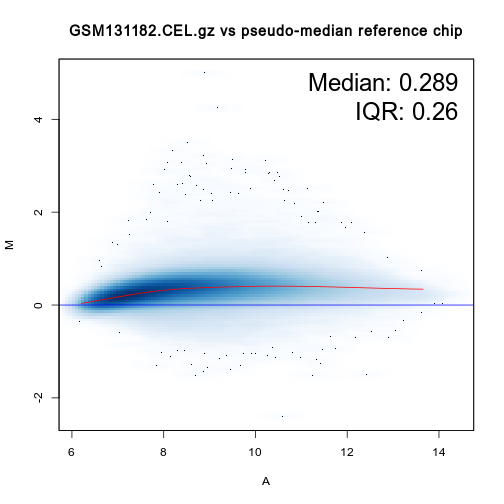 GSM131182.CEL.gz vs pseudo-median reference chip
Median: 0.289
IQR: 0.26
4
2
0
-2
M
6 8 10 12 14
A